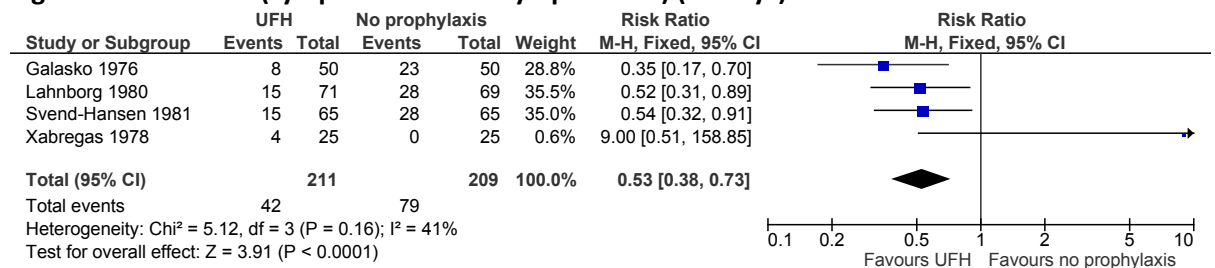 UFH No prophylaxis Risk Ratio Risk Ratio
Study or Subgroup Events Total Events Total Weight M-H, Fixed, 95% CI M-H, Fixed, 95% CI
Galasko 1976 8 50 23 50 28.8% 0.35 [0.17, 0.70]
Lahnborg 1980 15 71 28 69 35.5% 0.52 [0.31, 0.89]
Svend-Hansen 1981 15 65 28 65 35.0% 0.54 [0.32, 0.91]
Xabregas 1978 4 25 0 25 0.6% 9.00 [0.51, 158.85]
Total (95% CI) 211 209 100.0% 0.53 [0.38, 0.73]
Total events 42 79
Heterogeneity: Chi² = 5.12, df = 3 (P = 0.16); I² = 41%
Test for overall effect: Z = 3.91 (P < 0.0001)
0.1 0.2 0.5 1 2 5 10
Favours UFH Favours no prophylaxis